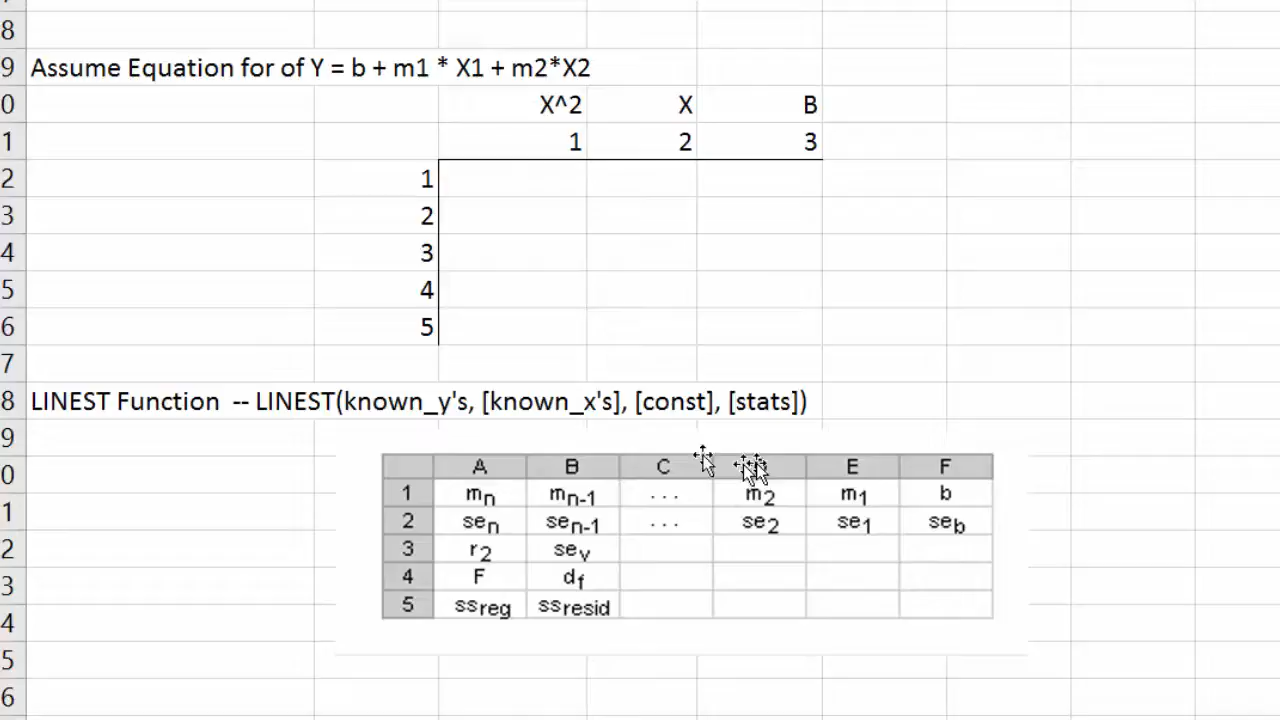 8
9 Assume Equation for of Y = b + m1 * X1 + m2*X2
0 X^2 X B
1 1 2 3
2 1
3 2
4 3
5 4
6 5
7
8 LINEST Function -- LINEST(known_y's, [known_x's], [const], [stats])
9
0 A B C E F
1 1 mn mn-1 ... m2 m1 b
2 sen sen-1 ... se2 se1 seb
2 3 r2 sev
3 4 F df
4 5 ssreg ssresid
5
6